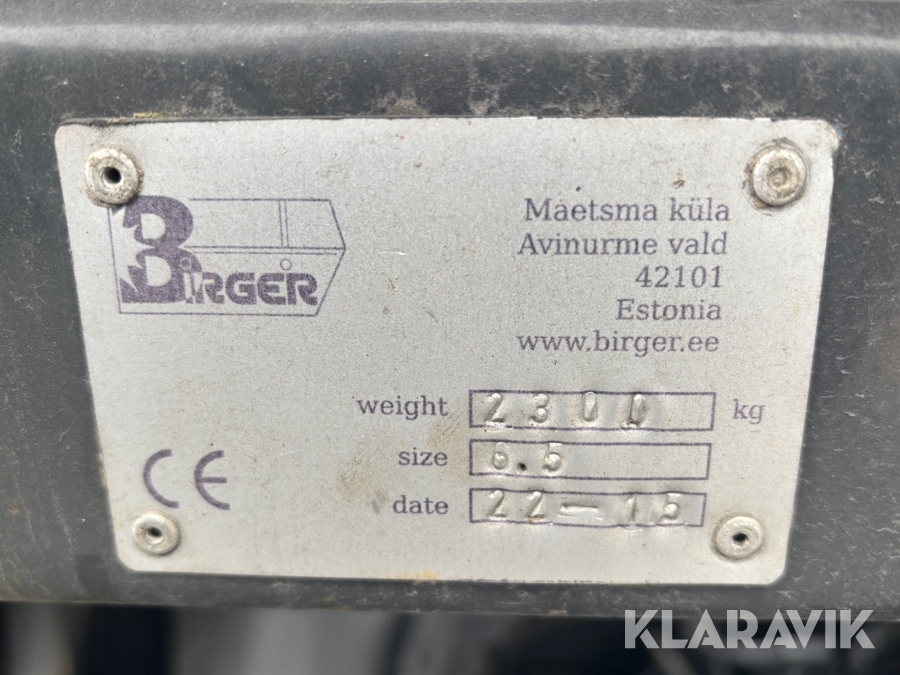 BIRGER
Maetsma küla
Avinurme vald
42101
Estonia
www.birger.ee
weight 2300 kg
size 6.5
date 22-15
CE
KLARAVIK